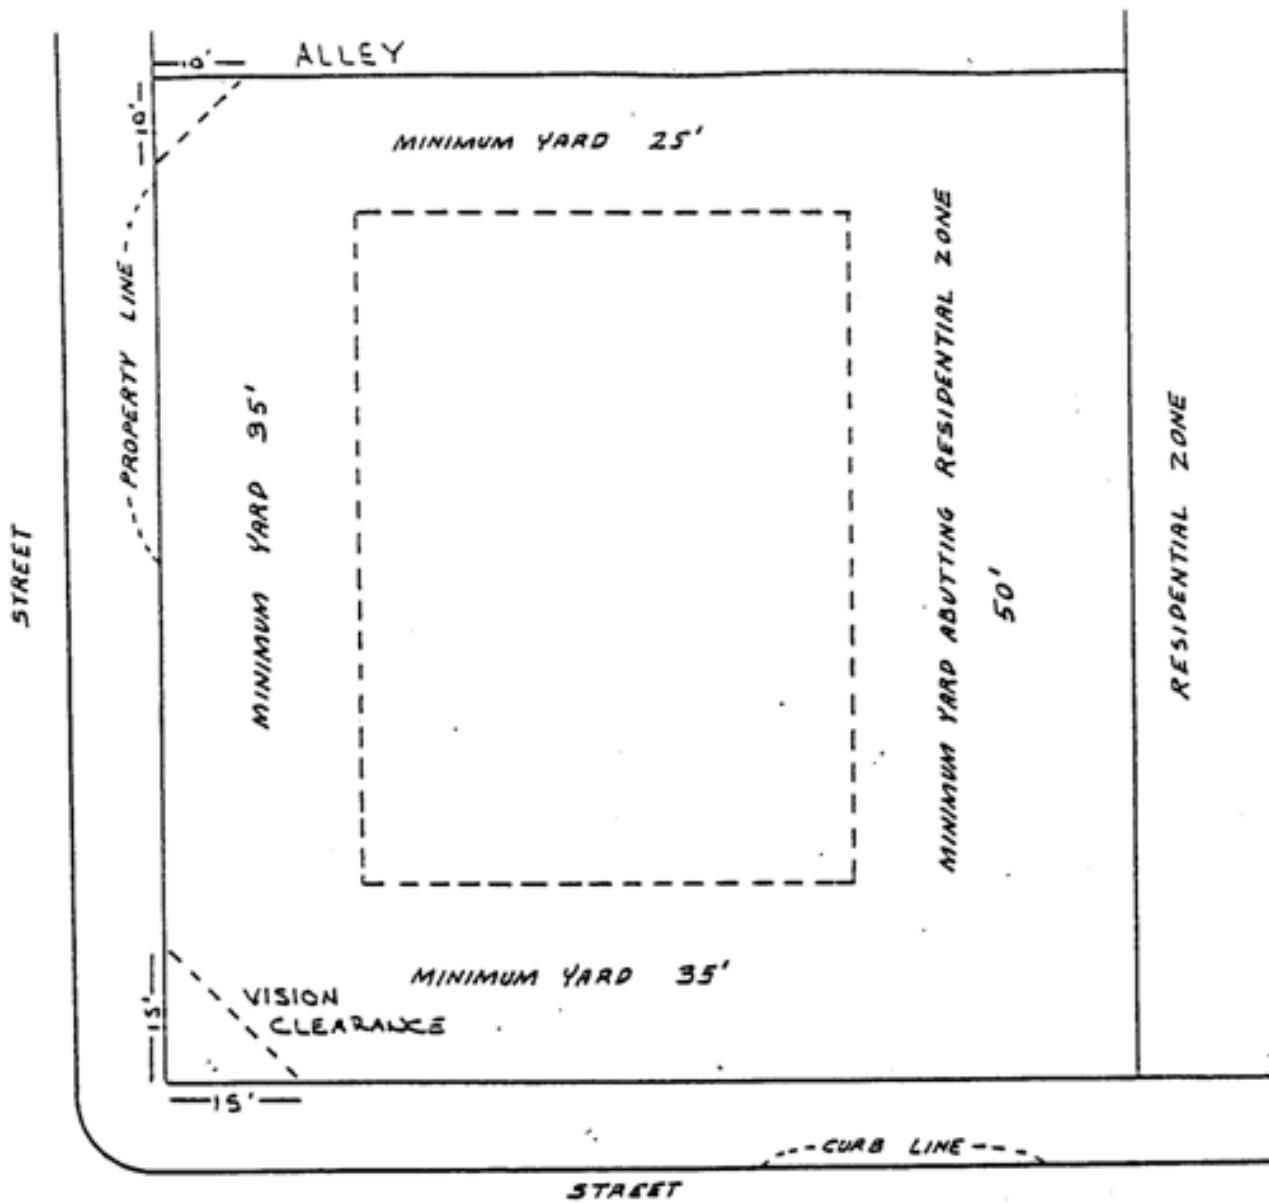 10'
ALLEY
10'
MINIMUM YARD 25'
PROPERTY LINE
MINIMUM YARD 35'
MINIMUM YARD ABUTTING RESIDENTIAL ZONE
50'
RESIDENTIAL ZONE
STREET
MINIMUM YARD 35'
VISION
CLEARANCE
15'
15'
CURB LINE
STREET